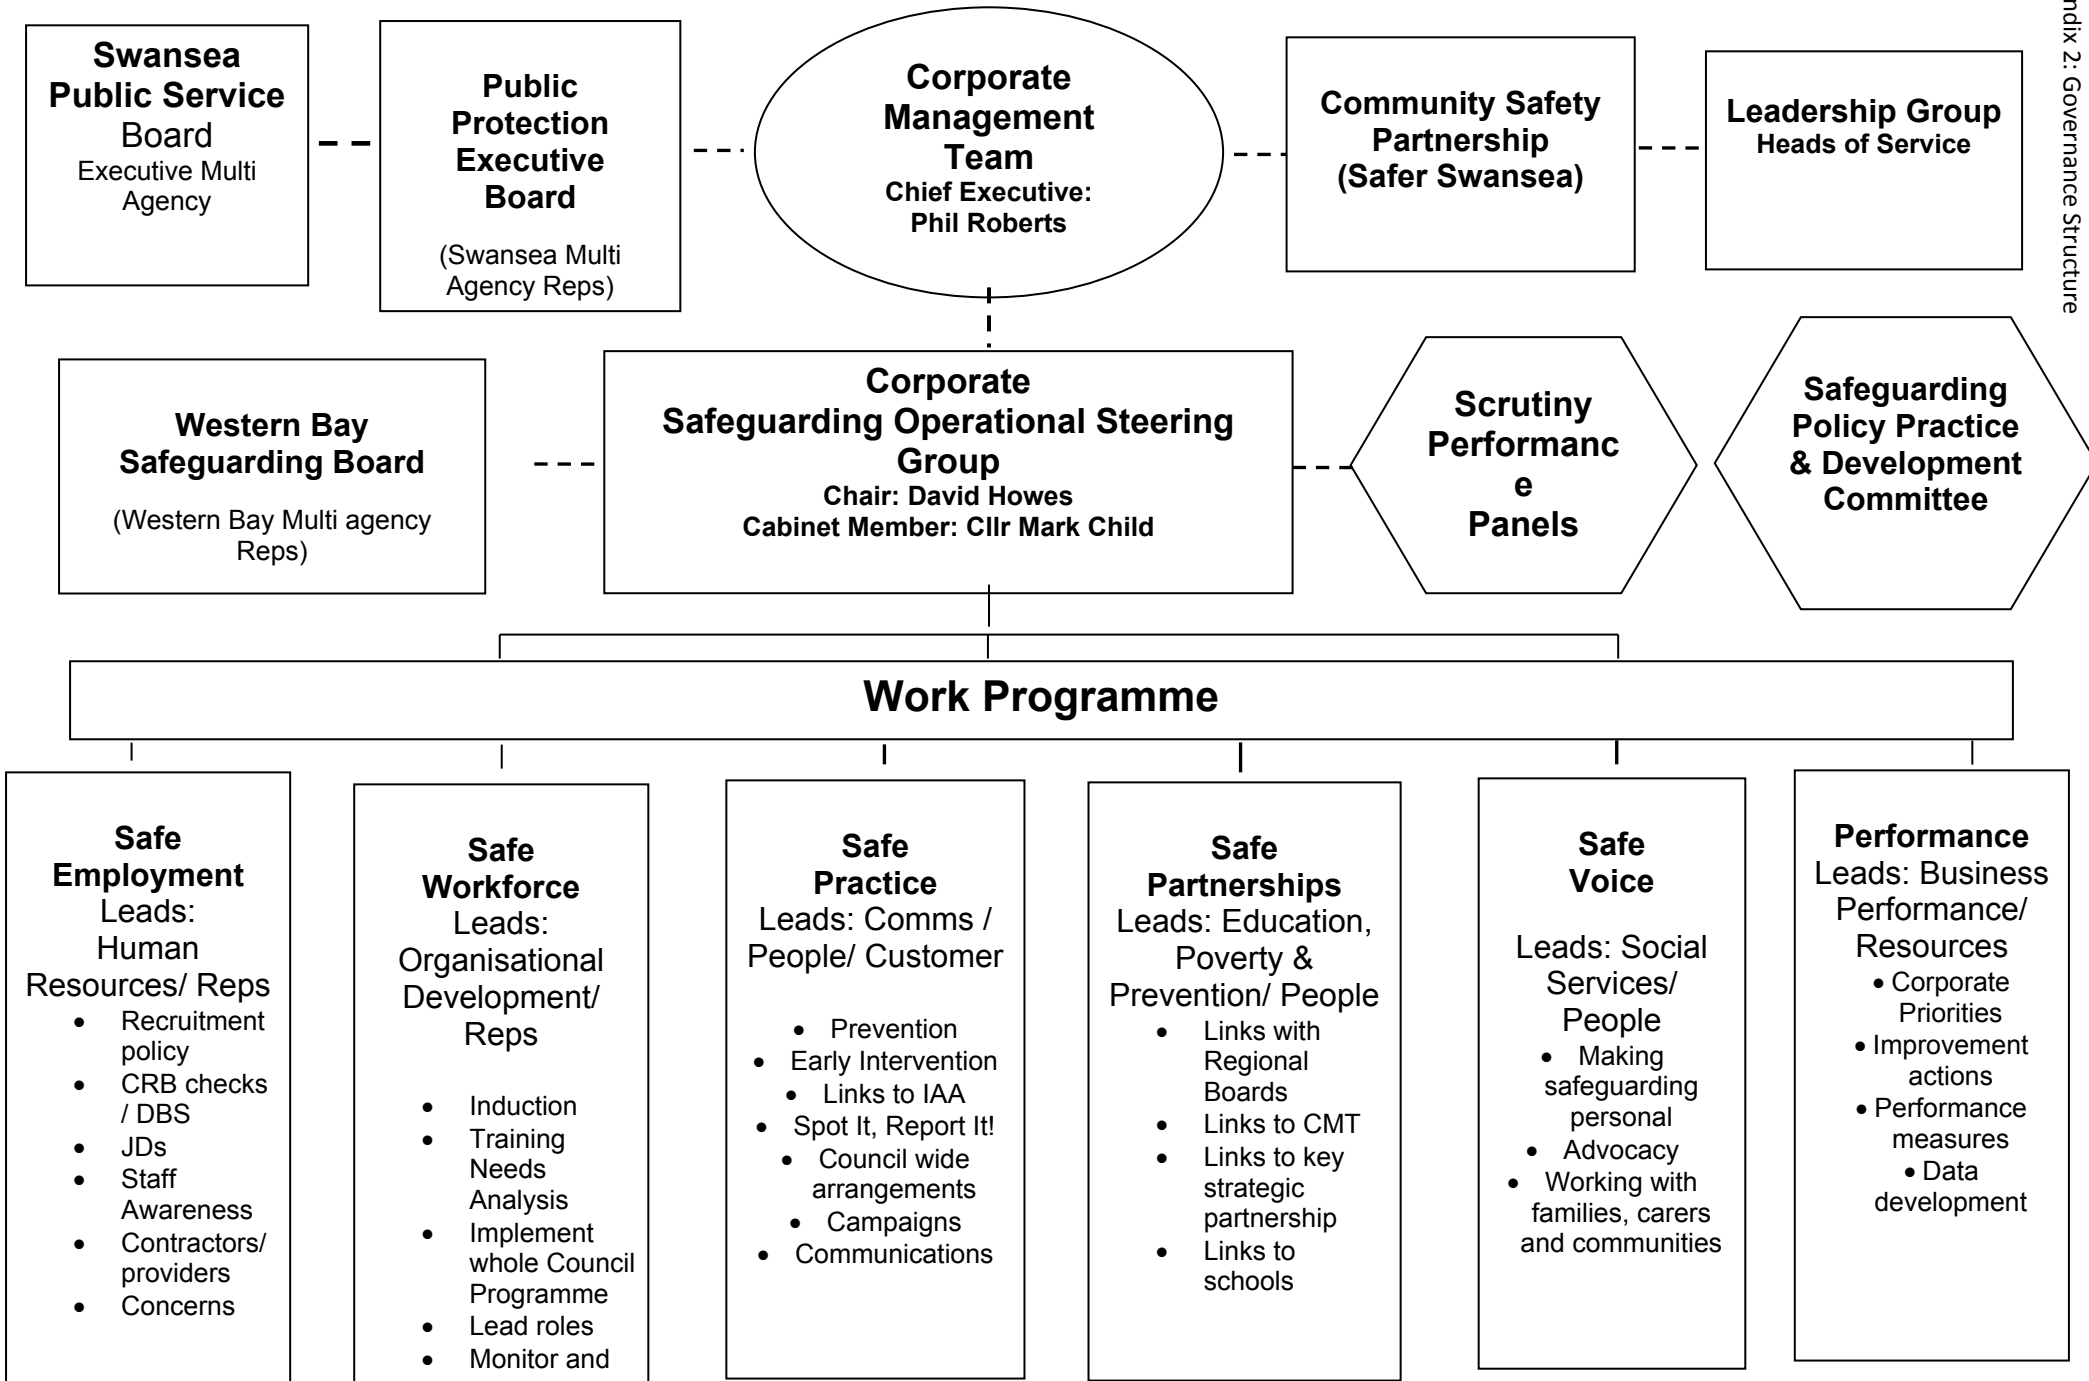 ndix 2: Governance Structure
Swansea
Public Service
Board
Executive Multi
Agency
Public
Protection
Executive
Board
(Swansea Multi
Agency Reps)
Corporate
Management
Team
Chief Executive:
Phil Roberts
Community Safety
Partnership
(Safer Swansea)
Leadership Group
Heads of Service
Western Bay
Safeguarding Board
(Western Bay Multi agency
Reps)
Corporate
Safeguarding Operational Steering
Group
Chair: David Howes
Cabinet Member: Cllr Mark Child
Scrutiny
Performanc
e
Panels
Safeguarding
Policy Practice
& Development
Committee
Work Programme
Safe
Employment
Leads:
Human
Resources/ Reps
• Recruitment
policy
• CRB checks
/ DBS
• JDs
• Staff
Awareness
• Contractors/
providers
• Concerns
Safe
Workforce
Leads:
Organisational
Development/
Reps
• Induction
• Training
Needs
Analysis
• Implement
whole Council
Programme
• Lead roles
• Monitor and
Safe
Practice
Leads: Comms /
People/ Customer
• Prevention
• Early Intervention
• Links to IAA
• Spot It, Report It!
• Council wide
arrangements
• Campaigns
• Communications
Safe
Partnerships
Leads: Education,
Poverty &
Prevention/ People
• Links with
Regional
Boards
• Links to CMT
• Links to key
strategic
partnership
• Links to
schools
Safe
Voice
Leads: Social
Services/
People
• Making
safeguarding
personal
• Advocacy
• Working with
families, carers
and communities
Performance
Leads: Business
Performance/
Resources
• Corporate
Priorities
• Improvement
actions
• Performance
measures
• Data
development